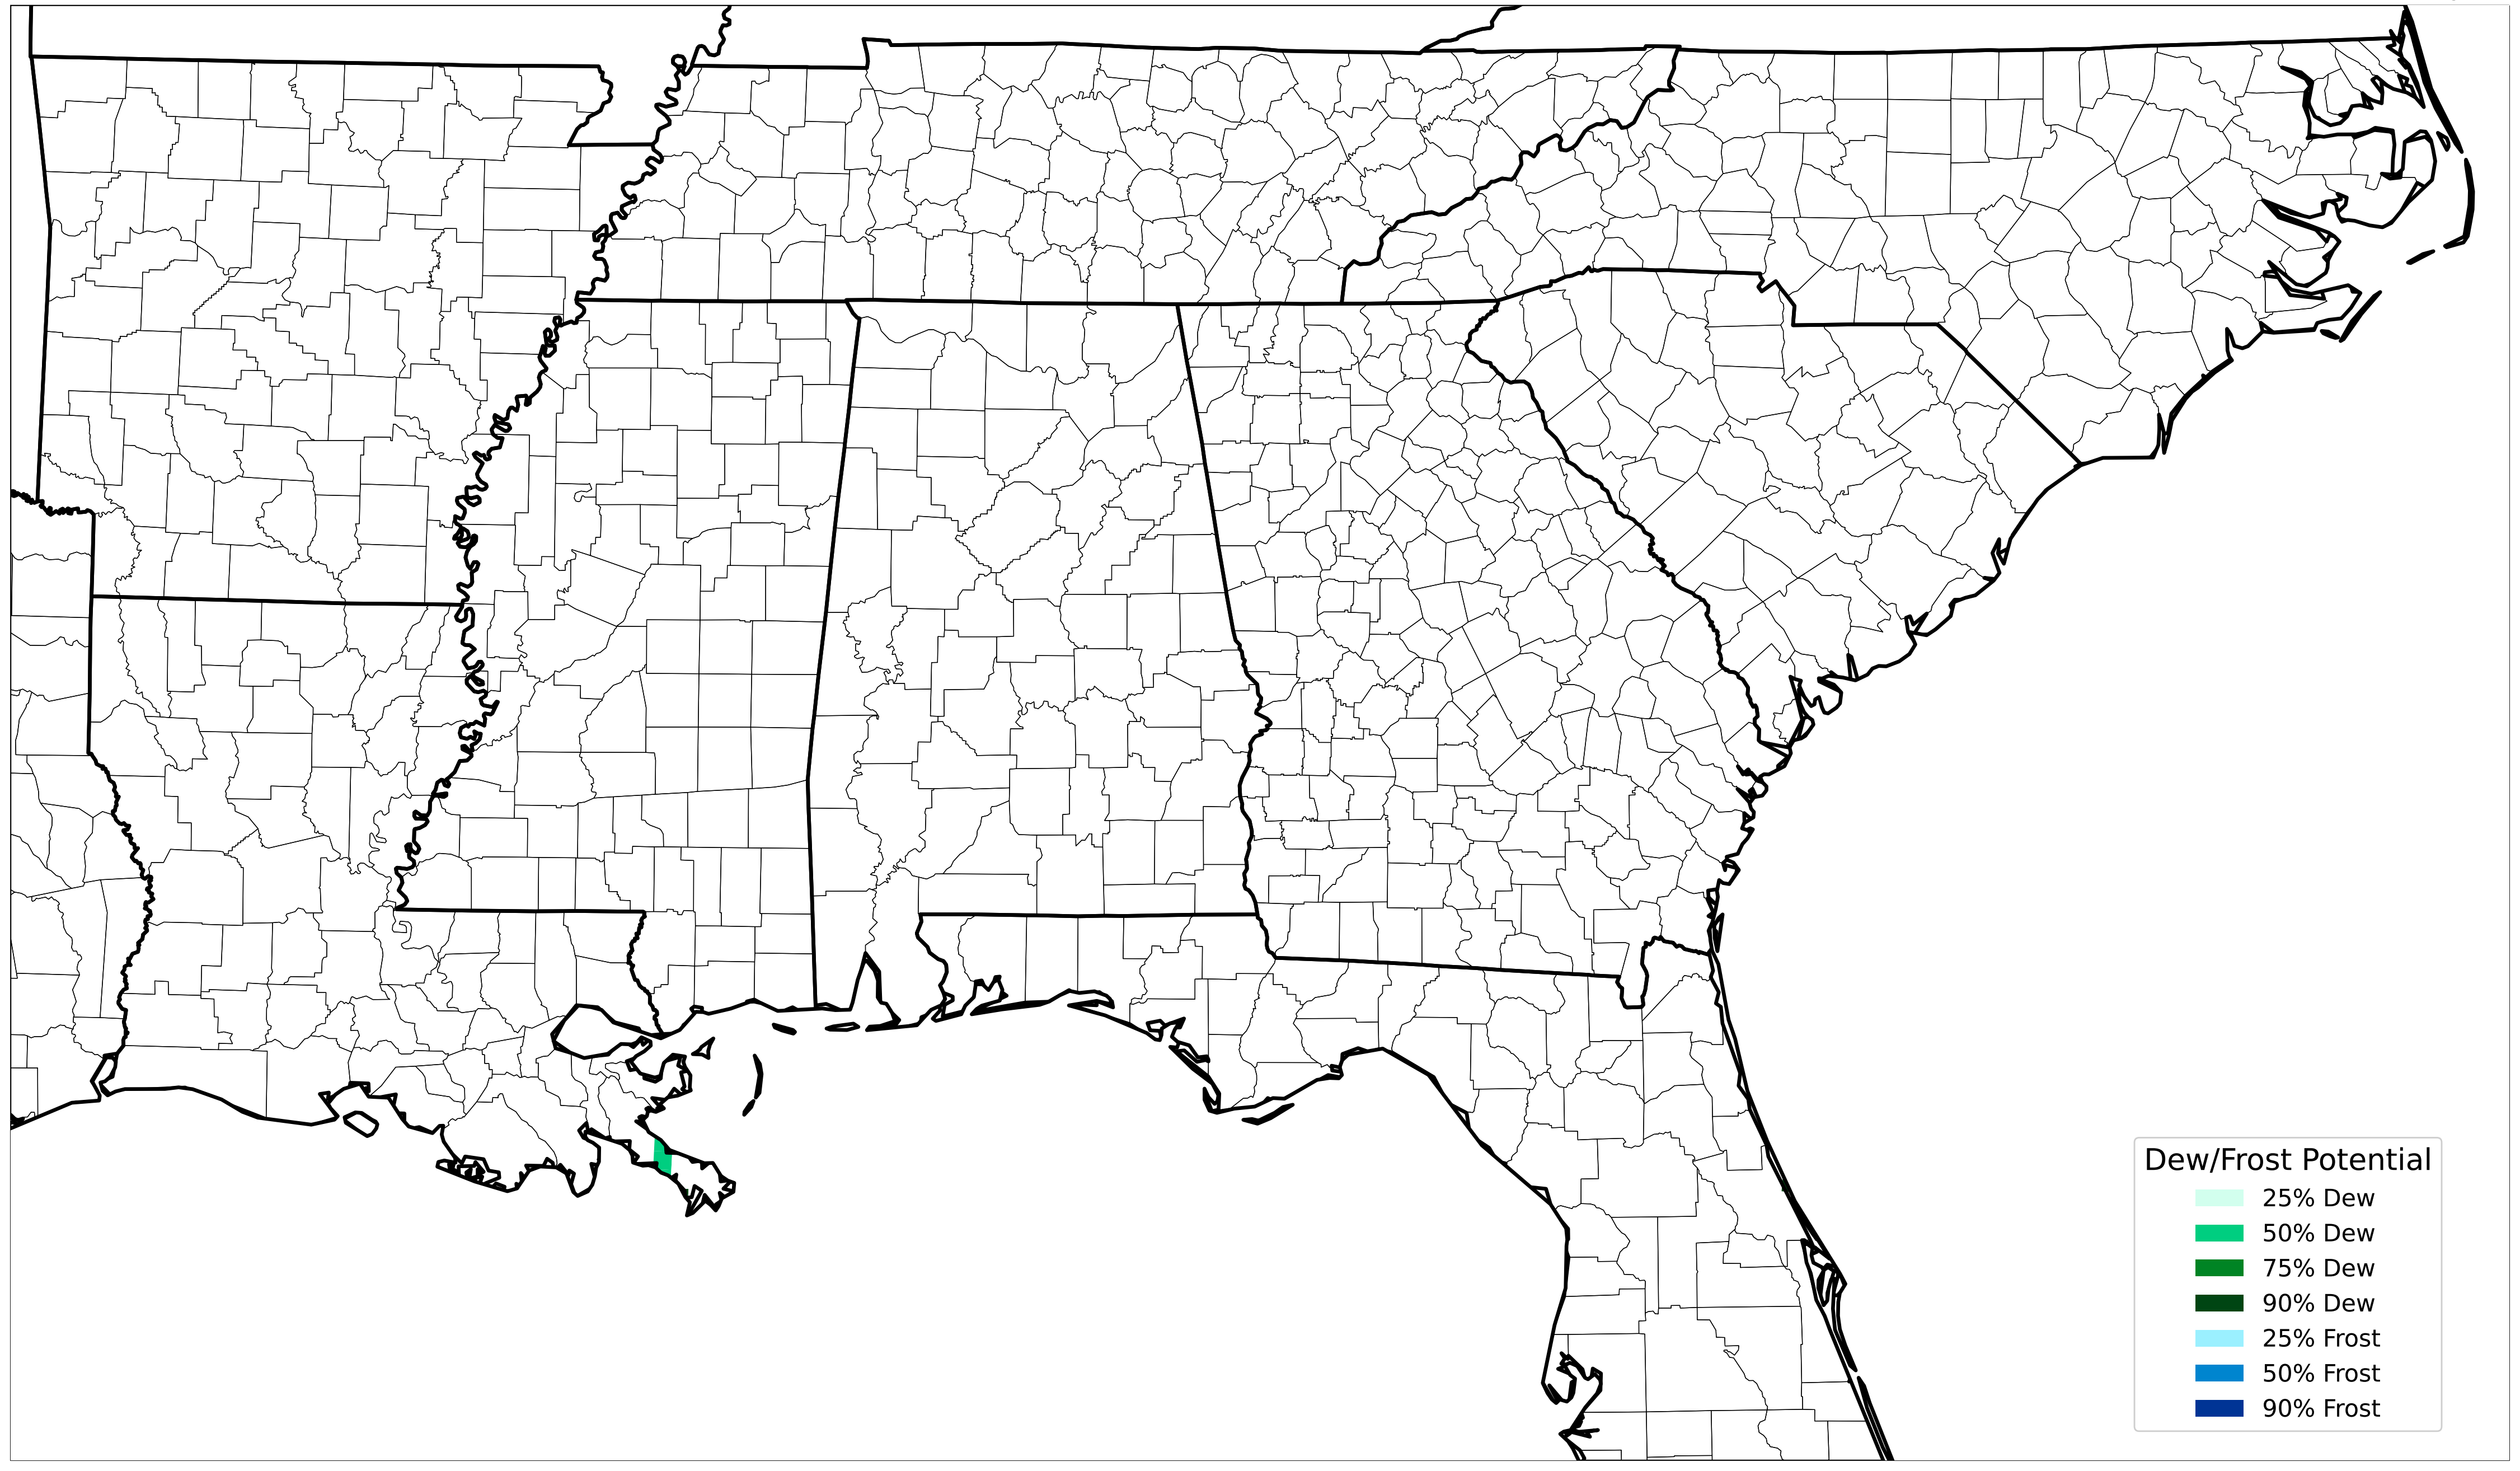 Dew/Frost Potential
25% Dew
50% Dew
75% Dew
90% Dew
25% Frost
50% Frost
90% Frost